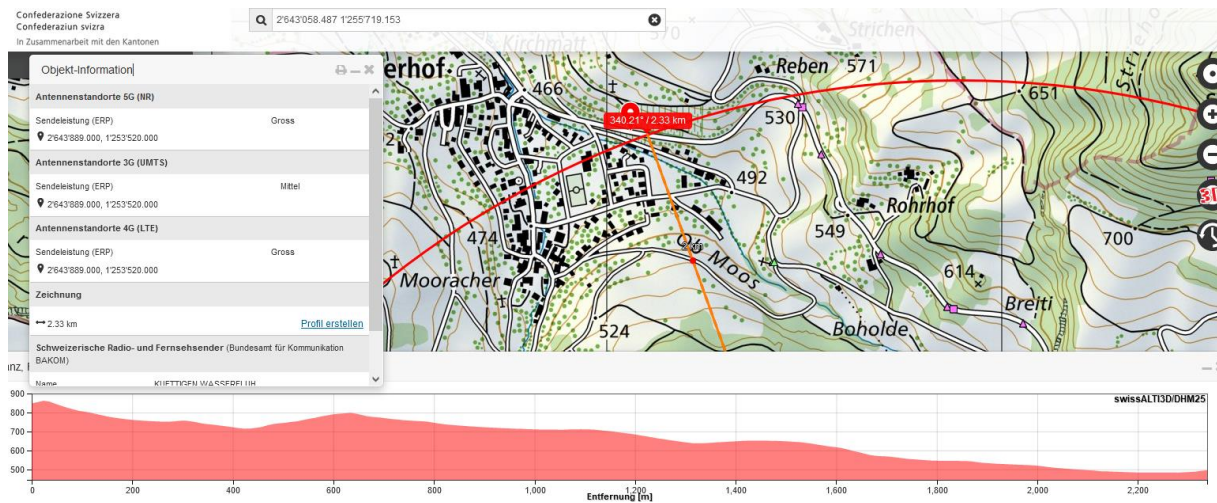 Confederazione Svizzera
Confederaziun svizra
In Zusammenarbeit mit den Kantonen
2'643'058.487 1'255'719.153
Objekt-Information
Antennenstandorte 5G (NR)
Sendeleistung (ERP) Gross
2'643'889.000, 1'253'520.000
Antennenstandorte 3G (UMTS)
Sendeleistung (ERP) Mittel
2'643'889.000, 1'253'520.000
Antennenstandorte 4G (LTE)
Sendeleistung (ERP) Gross
2'643'889.000, 1'253'520.000
Zeichnung
2.33 km Profil erstellen
Schweizerische Radio- und Fernsehsender (Bundesamt für Kommunikation
BAKOM)
Name KUETTIGEN WASSERFLUH
Kirchmatt
570
Strichen
erhof
466
Reben 571
651
340.21° / 2.33 km
530
492
Rohrhof
3D
474
549
700
Moos
Mooracher
614
Breiti
524
Boholde
swissALTI3D/DHM25
900
800
700
600
500
0 200 400 600 800 1,000 1,200 1,400 1,600 1,800 2,000 2,200
Entfernung [m]